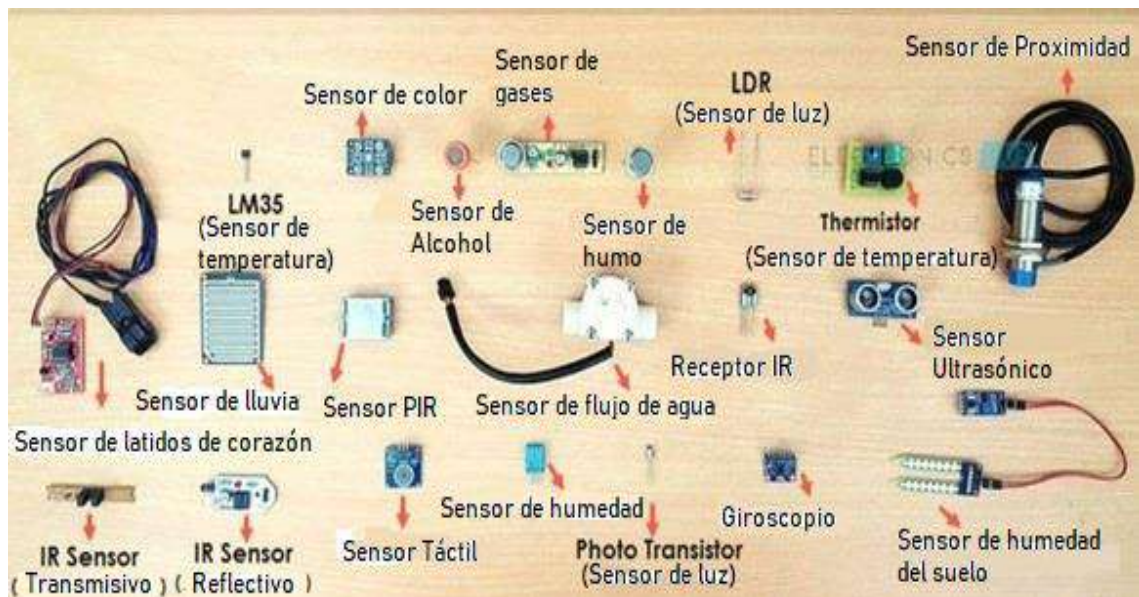 Sensor de Proximidad
Sensor de
gases
LDR
(Sensor de luz)
Sensor de color
LM35
(Sensor de
temperatura)
Sensor de
Alcohol
Sensor de
humo
Thermistor
(Sensor de temperatura)
Sensor
Ultrasónico
Receptor IR
Sensor de lluvia
Sensor PIR
Sensor de flujo de agua
Sensor de latidos de corazón
IR Sensor
( Transmisivo )
IR Sensor
( Reflectivo )
Sensor Táctil
Sensor de humedad
Photo Transistor
(Sensor de luz)
Giroscopio
Sensor de humedad
del suelo